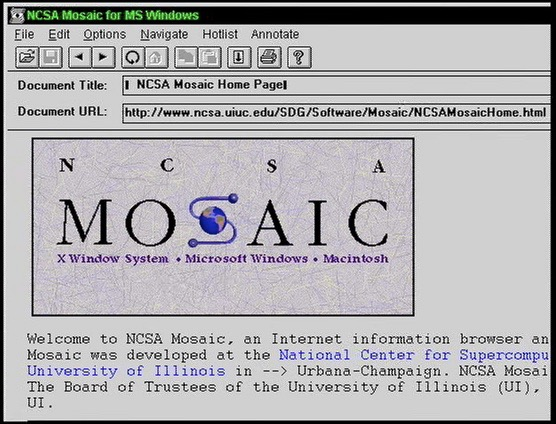 NCSA Mosaic for MS Windows
File Edit Options Navigate Hotlist Annotate
Document Title: NCSA Mosaic Home Page
Document URL: http://www.ncsa.uiuc.edu/SDG/Software/Mosaic/NCSAMosaicHome.html
N C S A
MOSAIC
X Window System • Microsoft Windows • Macintosh
Welcome to NCSA Mosaic, an Internet information browser an
Mosaic was developed at the National Center for Supercompu
University of Illinois in --> Urbana-Champaign. NCSA Mosai
The Board of Trustees of the University of Illinois (UI),
UI.